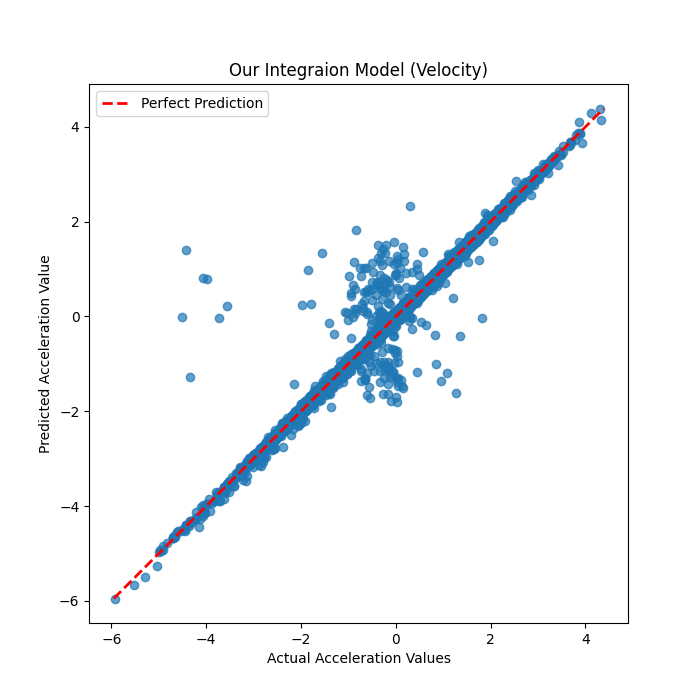 Our Integraion Model (Velocity)
Perfect Prediction
Predicted Acceleration Value
4
2
0
−2
−4
−6
−6 −4 −2 0 2 4
Actual Acceleration Values